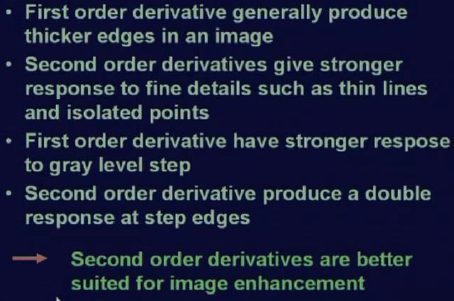 • First order derivative generally produce
thicker edges in an image
• Second order derivatives give stronger
response to fine details such as thin lines
and isolated points
• First order derivative have stronger respose
to gray level step
• Second order derivative produce a double
response at step edges
Second order derivatives are better
suited for image enhancement